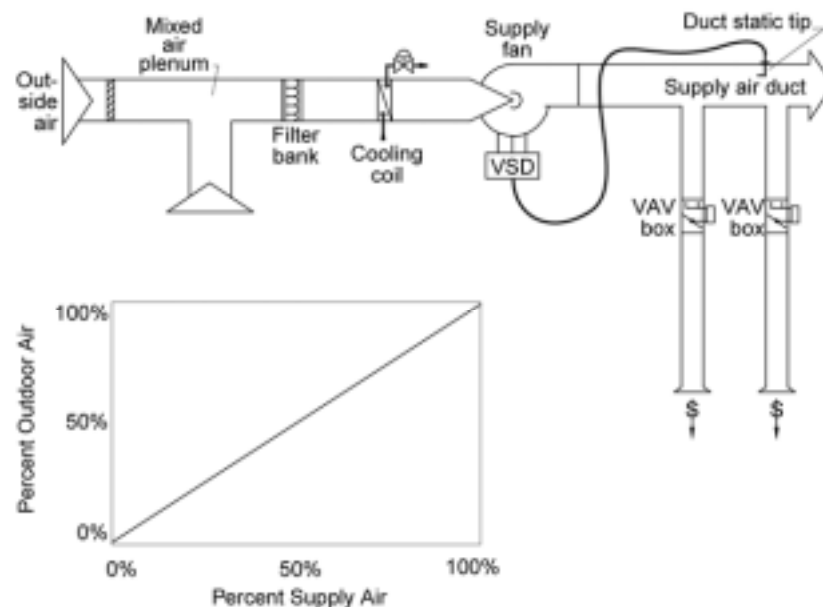 Mixed
air
plenum
Supply
fan
Duct static tip
Out-
side
air
Supply air duct
Filter
bank
Cooling
coil
VSD
VAV
box
VAV
box
S
S
100%
50%
0%
Percent Outdoor Air
0%
50%
100%
Percent Supply Air